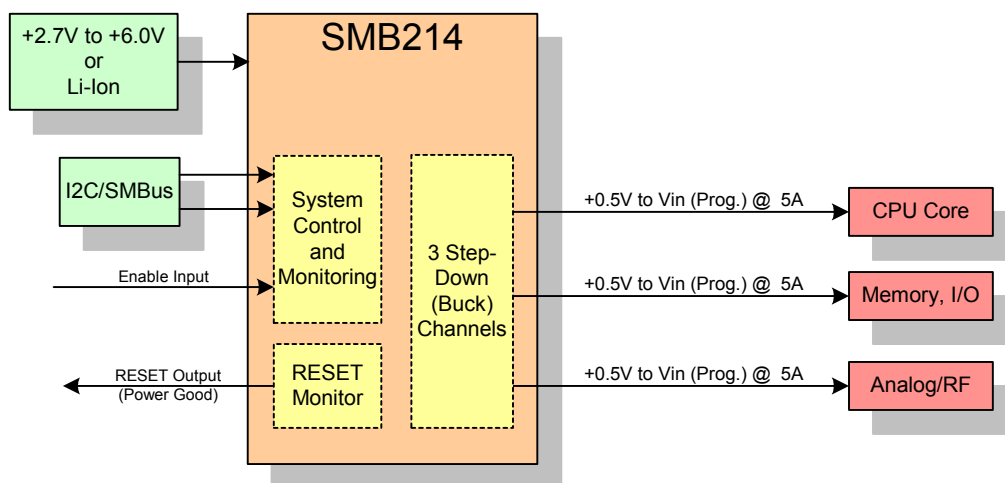 +2.7V to +6.0V
or
Li-Ion
SMB214
I2C/SMBus
System
Control
and
Monitoring
Enable Input
RESET Output
(Power Good)
RESET
Monitor
3 Step-
Down
(Buck)
Channels
+0.5V to Vin (Prog.) @ 5A
CPU Core
+0.5V to Vin (Prog.) @ 5A
Memory, I/O
+0.5V to Vin (Prog.) @ 5A
Analog/RF